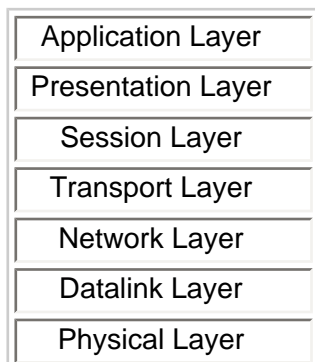 Application Layer
Presentation Layer
Session Layer
Transport Layer
Network Layer
Datalink Layer
Physical Layer